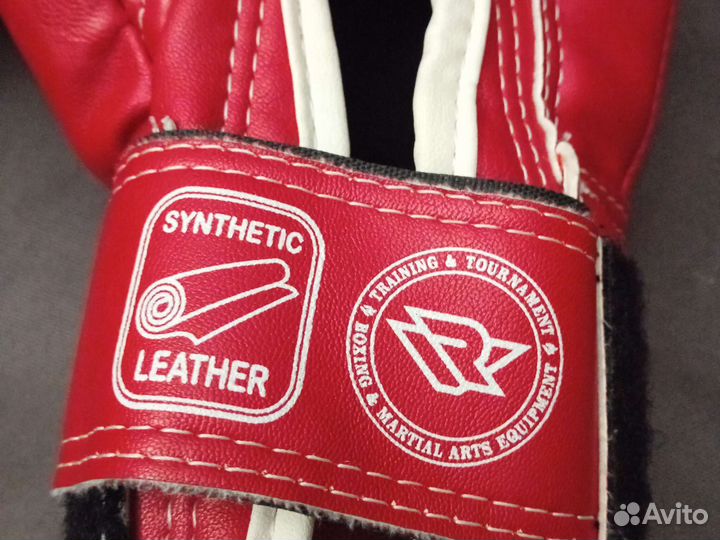 SYNTHETIC
LEATHER
TRAINING & TOURNAMENT
BOXING & MARTIAL ARTS EQUIPMENT
R
Avito